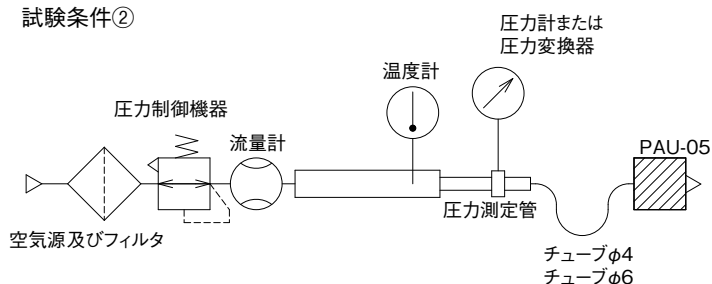 試験条件②
圧力計または
圧力変換器
温度計
圧力制御機器
流量計
PAU-05
圧力測定管
空気源及びフィルタ
チューブφ4
チューブφ6